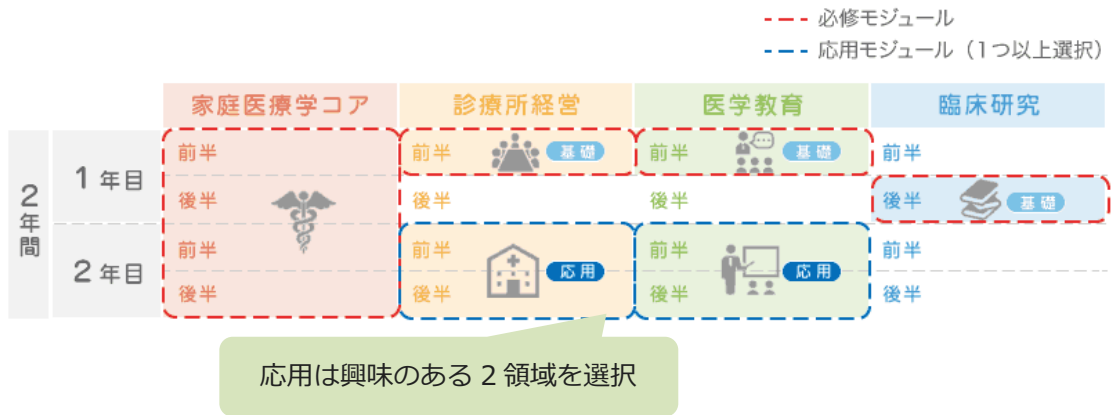 必修モジュール
応用モジュール（1つ以上選択）
家庭医療学コア 診療所経営 医学教育 臨床研究
2年間
1年目
前半 前半 基礎 前半 基礎 前半
後半 後半 後半 後半 基礎
2年目
前半 前半 前半 前半
応用 応用
後半 後半 後半 後半
応用は興味のある 2 領域を選択